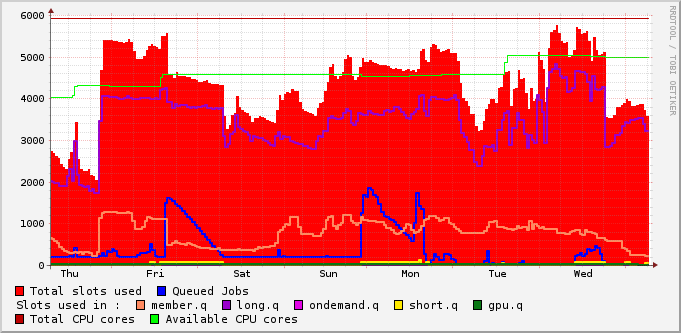 6000
5000
4000
3000
2000
1000
0
Thu Fri Sat Sun Mon Tue Wed
Total slots used Queued Jobs
Slots used in : member.q long.q ondemand.q short.q gpu.q
Total CPU cores Available CPU cores
RRDTOOL / TOBI OETIKER